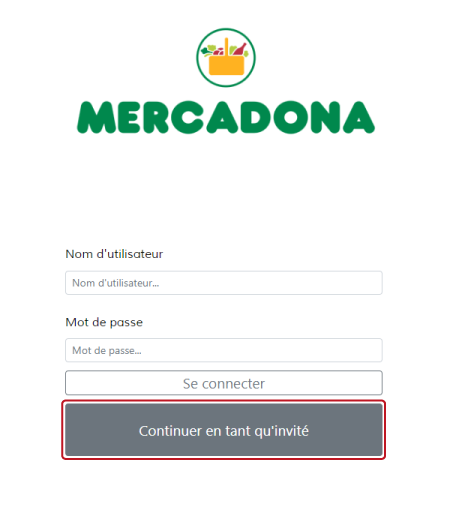 MERCADONA
Nom d'utilisateur
Nom d'utilisateur...
Mot de passe
Mot de passe...
Se connecter
Continuer en tant qu'invité